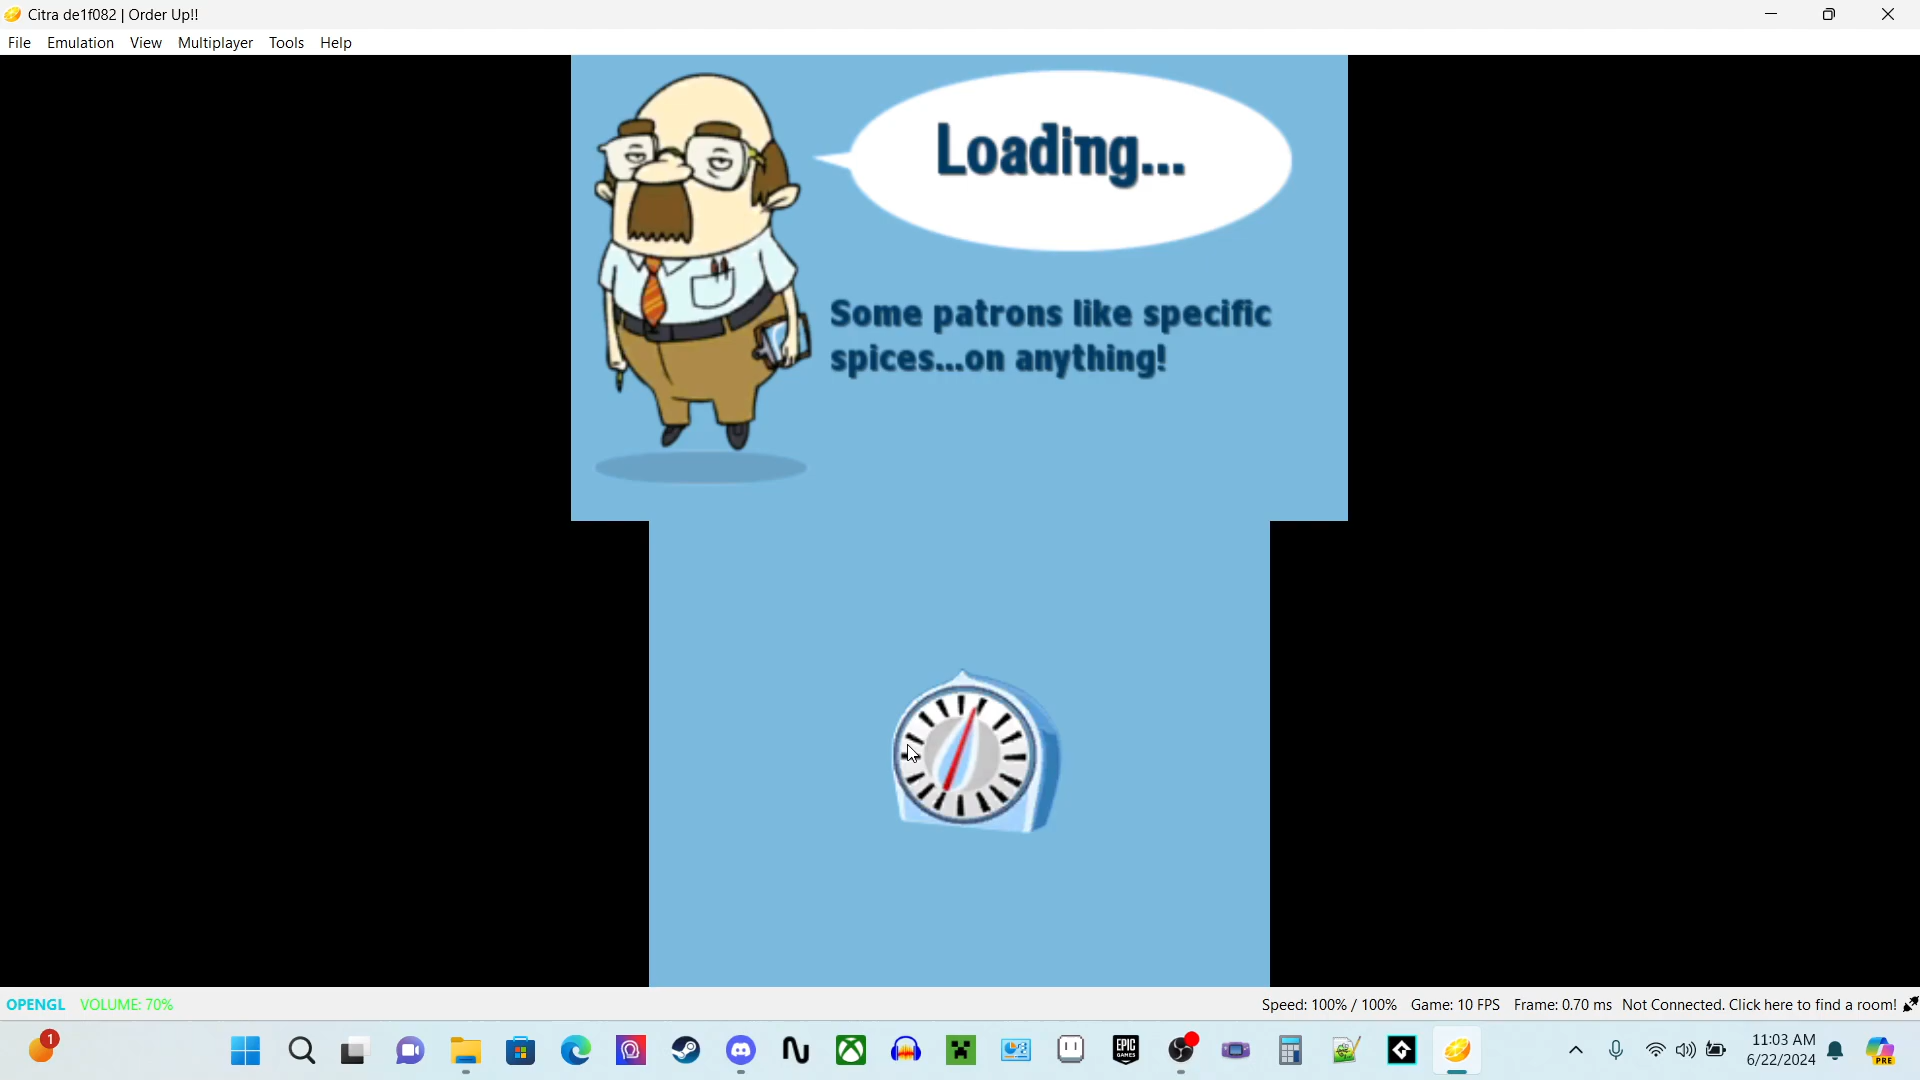 Citra de1f082 | Order Up!!
File Emulation View Multiplayer Tools Help
Loading...
Some patrons like specific
spices...on anything!
OPENGL VOLUME: 70% Speed: 100% / 100% Game: 10 FPS Frame: 0.70 ms Not Connected. Click here to find a room!
1
EPIC
GAMES
11:03 AM
6/22/2024
PRE